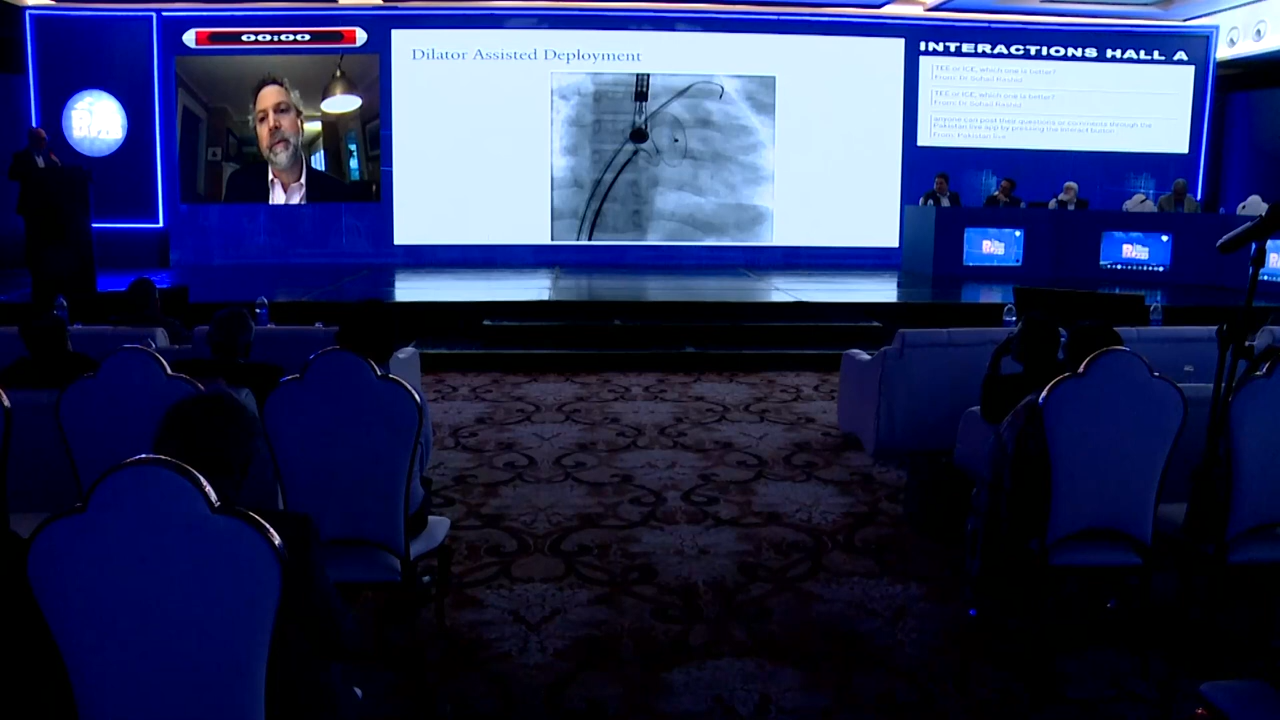 00:00
Dilator Assisted Deployment
INTERACTIONS HALL A
TEE or ICE, which one is better?
From: Dr Suhail Rashid
TEE or ICE, which one is better?
From: Dr Suhail Rashid
anyone can post their questions or comments through the
Pakistan live app by pressing the interact button
From: Pakistan live